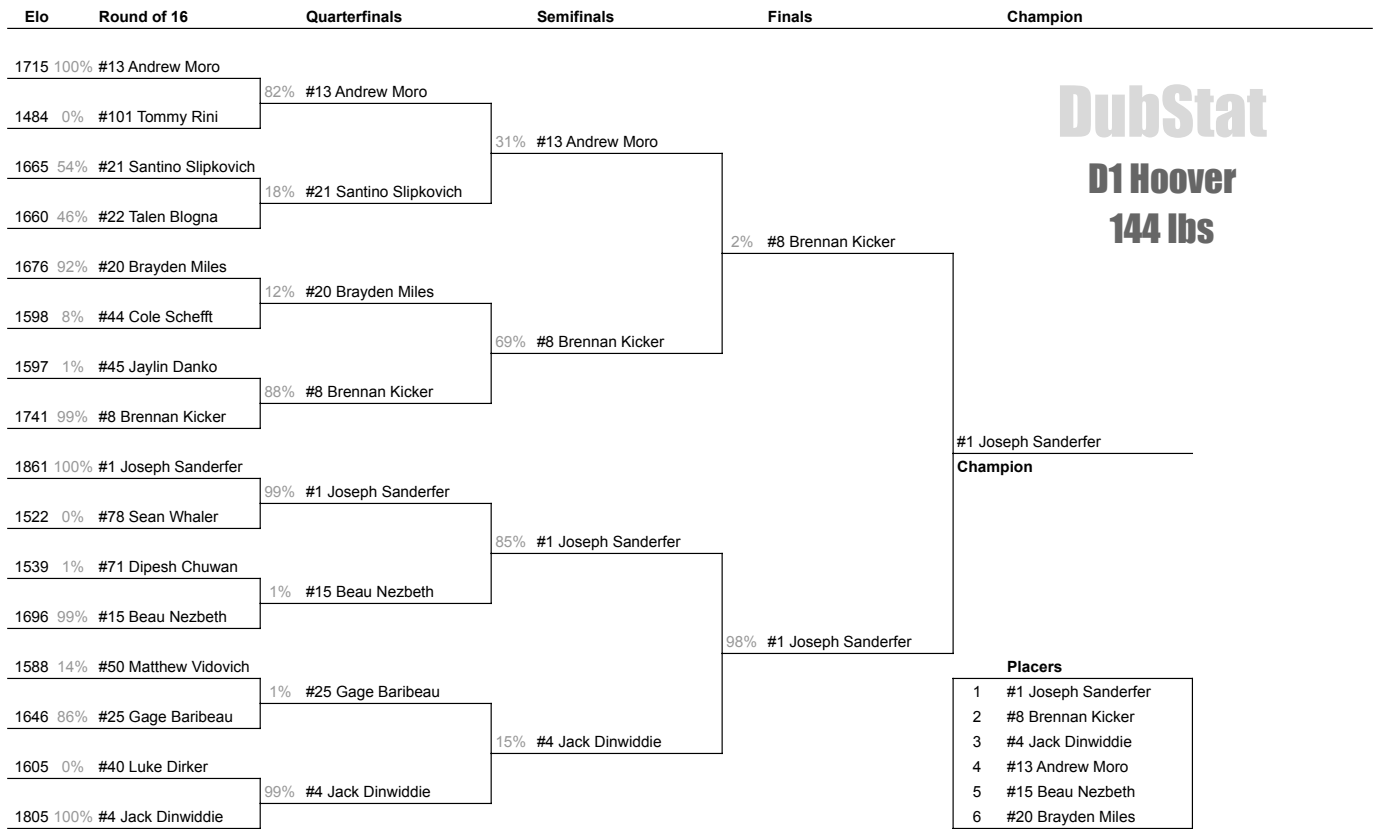 Elo Round of 16 Quarterfinals Semifinals Finals Champion
1715 100% #13 Andrew Moro
82% #13 Andrew Moro
1484 0% #101 Tommy Rini
31% #13 Andrew Moro
1665 54% #21 Santino Slipkovich
18% #21 Santino Slipkovich
1660 46% #22 Talen Blogna
2% #8 Brennan Kicker
1676 92% #20 Brayden Miles
12% #20 Brayden Miles
1598 8% #44 Cole Schefft
69% #8 Brennan Kicker
1597 1% #45 Jaylin Danko
88% #8 Brennan Kicker
1741 99% #8 Brennan Kicker
#1 Joseph Sanderfer
Champion
1861 100% #1 Joseph Sanderfer
99% #1 Joseph Sanderfer
1522 0% #78 Sean Whaler
85% #1 Joseph Sanderfer
1539 1% #71 Dipesh Chuwan
1% #15 Beau Nezbeth
1696 99% #15 Beau Nezbeth
98% #1 Joseph Sanderfer
1588 14% #50 Matthew Vidovich
1% #25 Gage Baribeau
1646 86% #25 Gage Baribeau
15% #4 Jack Dinwiddie
1605 0% #40 Luke Dirker
99% #4 Jack Dinwiddie
1805 100% #4 Jack Dinwiddie
DubStat
D1 Hoover
144 lbs
Placers
1 #1 Joseph Sanderfer
2 #8 Brennan Kicker
3 #4 Jack Dinwiddie
4 #13 Andrew Moro
5 #15 Beau Nezbeth
6 #20 Brayden Miles